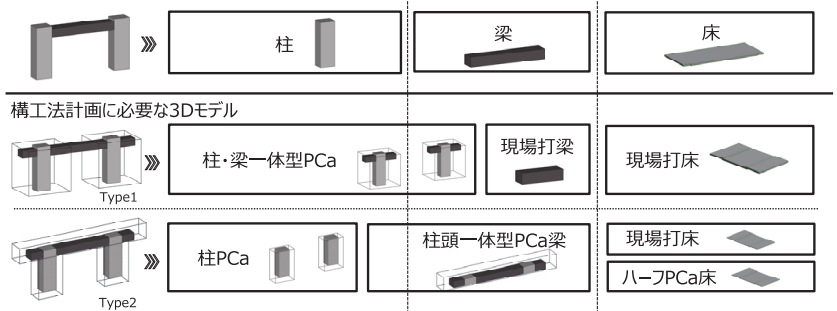 柱
梁
床
構工法計画に必要な3Dモデル
柱・梁一体型PCa
現場打梁
現場打床
Type1
柱PCa
柱頭一体型PCa梁
現場打床
ハーフPCa床
Type2